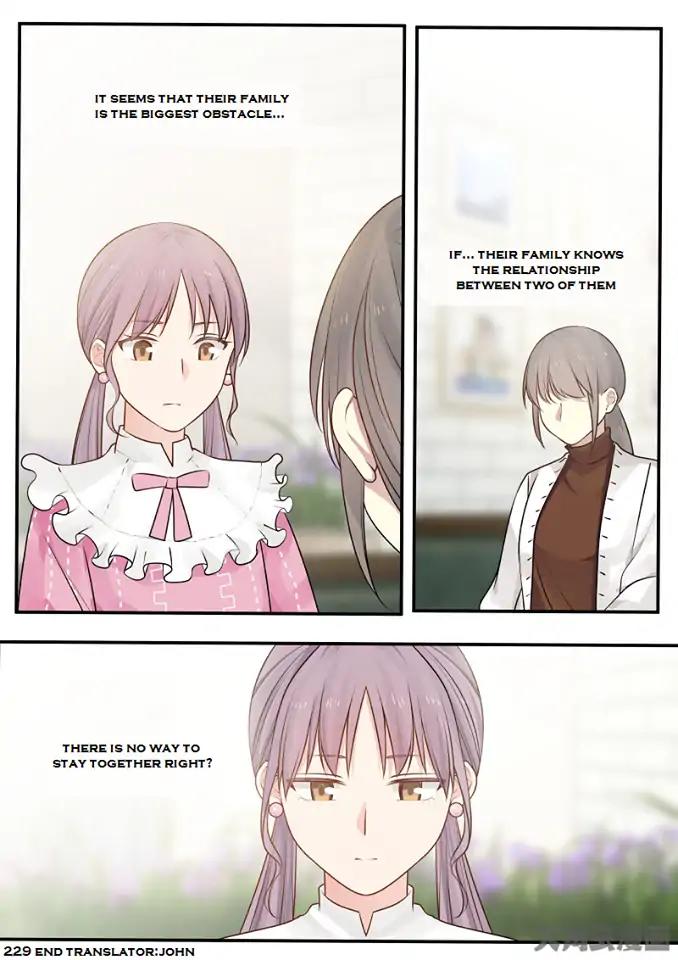 IT SEEMS THAT THEIR FAMILY
IS THE BIGGEST OBSTACLE...
IF... THEIR FAMILY KNOWS
THE RELATIONSHIP
BETWEEN TWO OF THEM
THERE IS NO WAY TO
STAY TOGETHER RIGHT?
229 END TRANSLATOR:JOHN